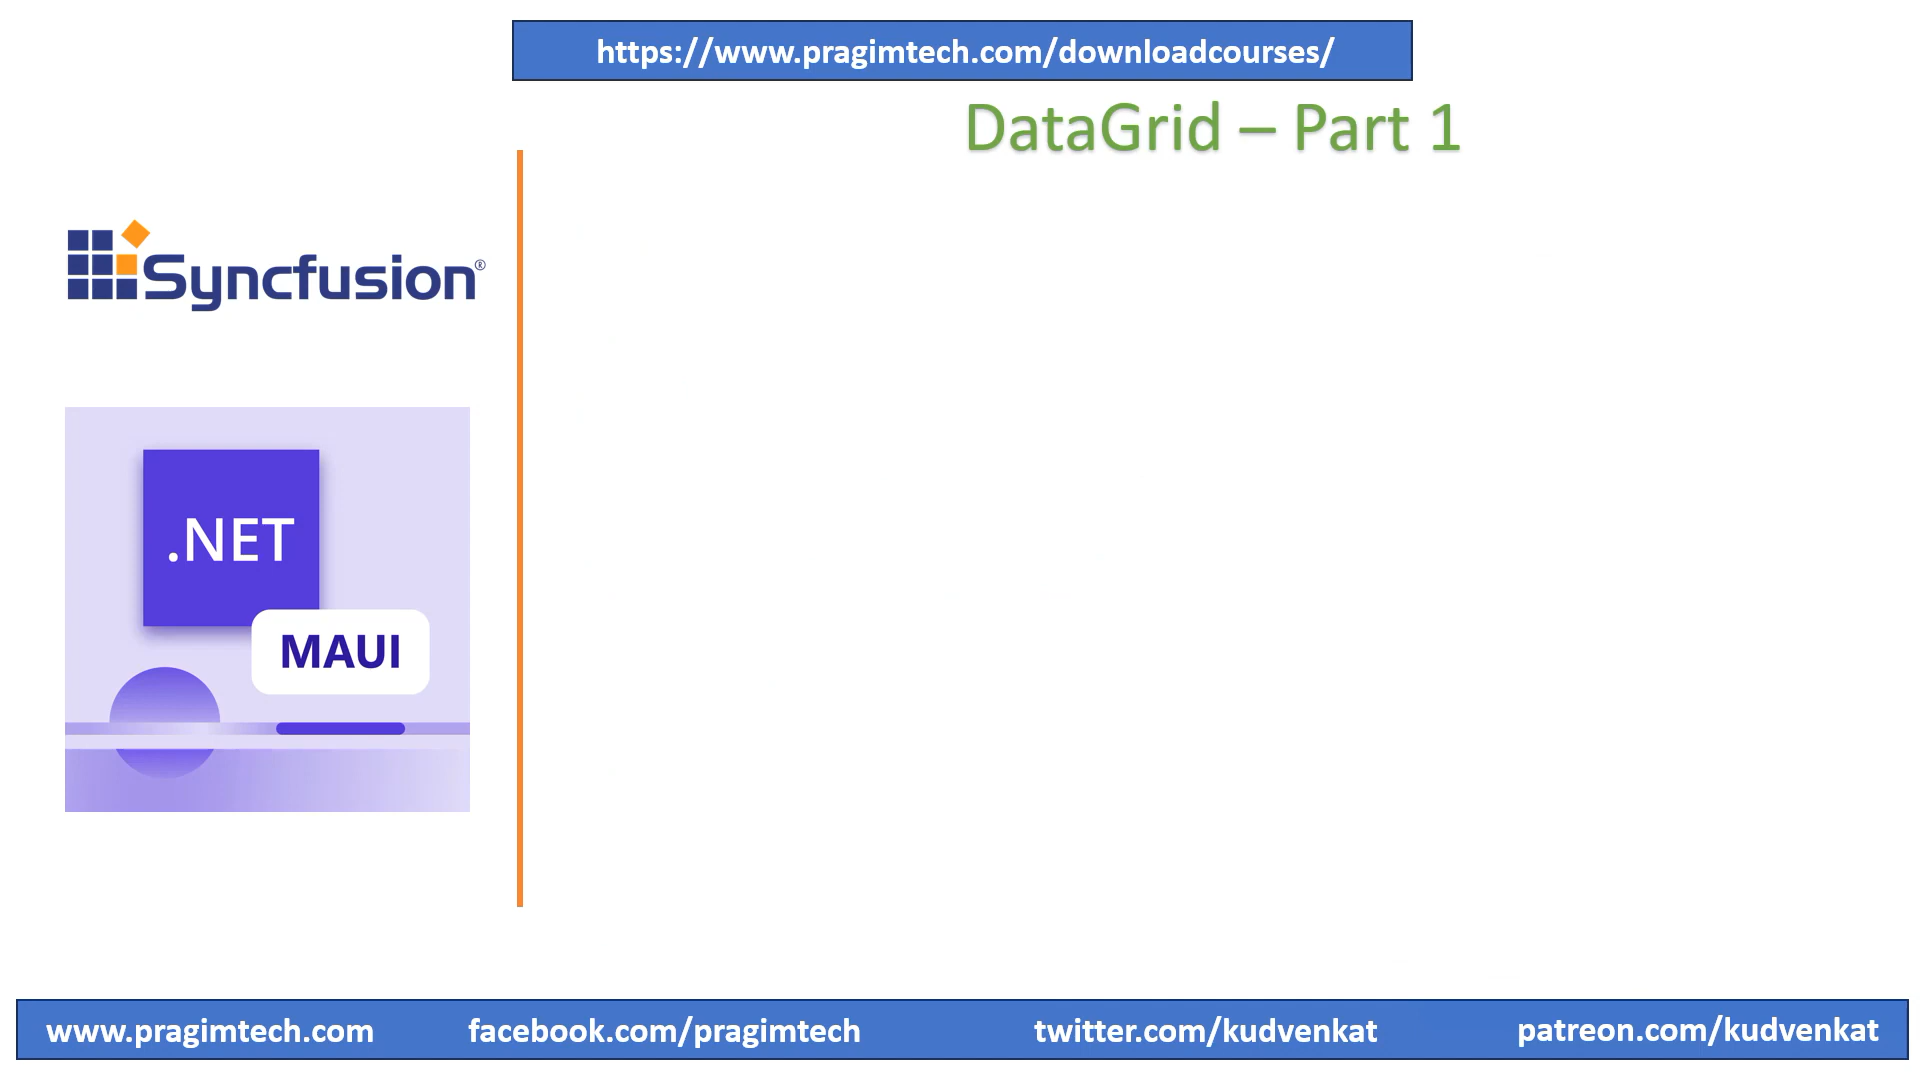 https://www.pragimtech.com/downloadcourses/
DataGrid – Part 1
Syncfusion®
.NET
MAUI
www.pragimtech.com facebook.com/pragimtech twitter.com/kudvenkat patreon.com/kudvenkat